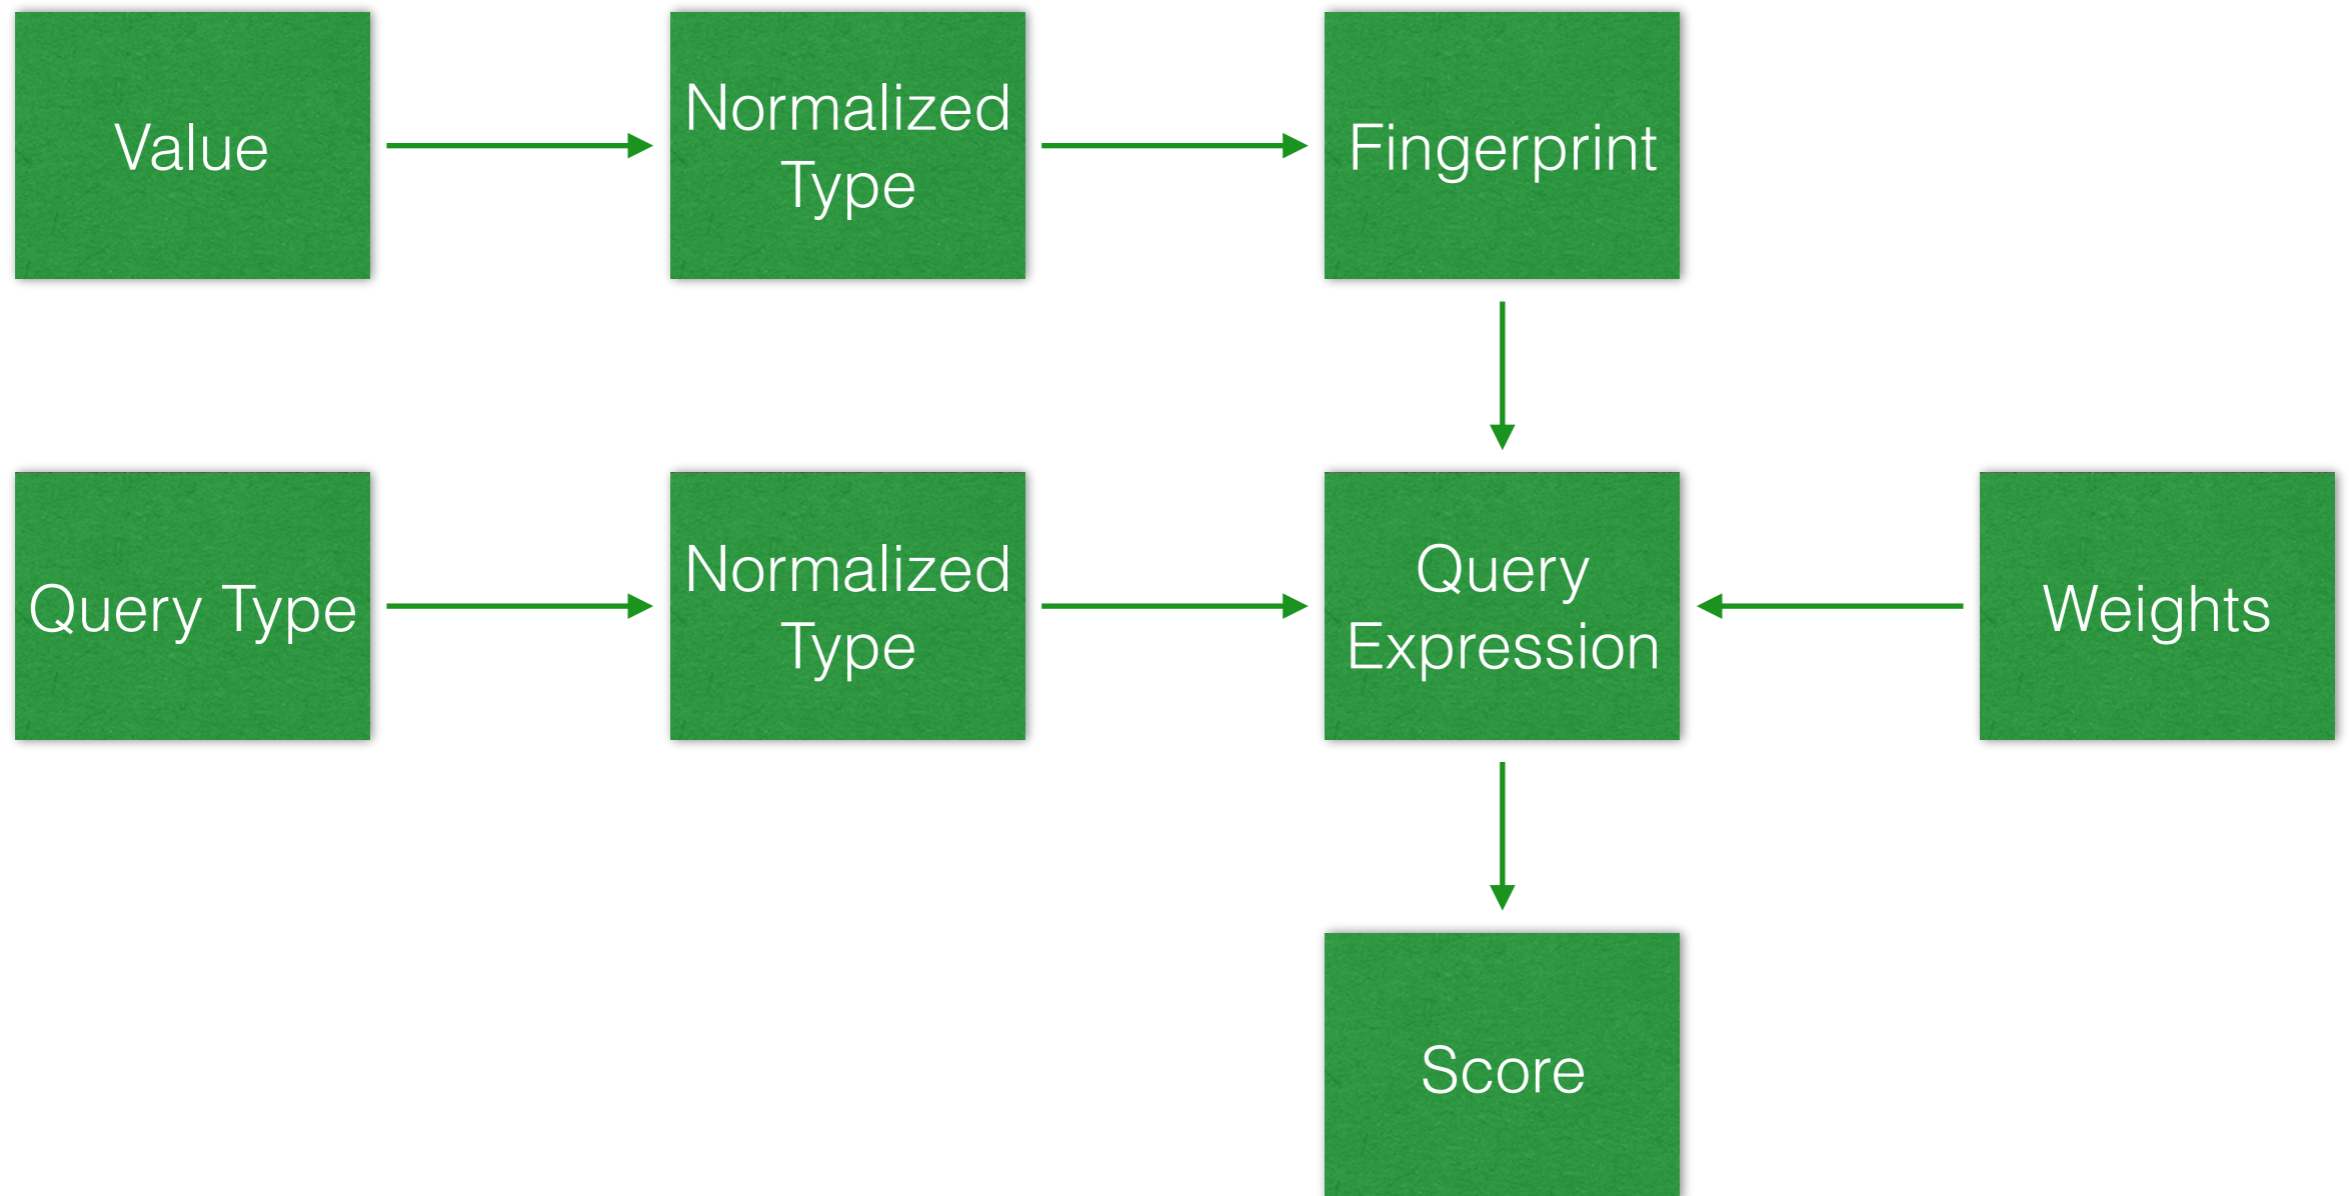 Value
Normalized
Type
Fingerprint
Query Type
Normalized
Type
Query
Expression
Weights
Score